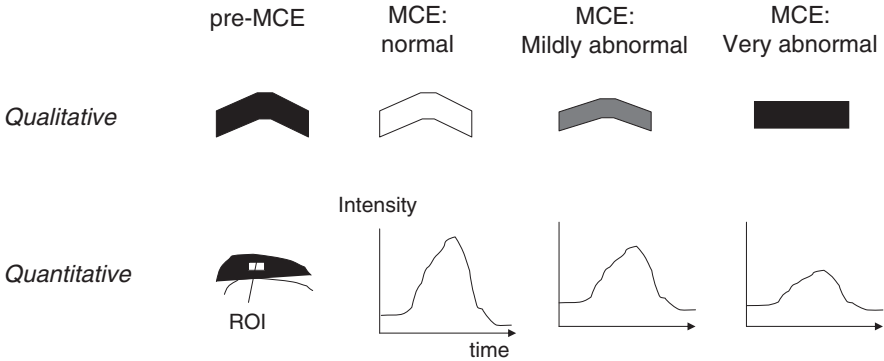 pre-MCE
MCE:
normal
MCE:
Mildly abnormal
MCE:
Very abnormal
Qualitative
Intensity
Quantitative
ROI
time